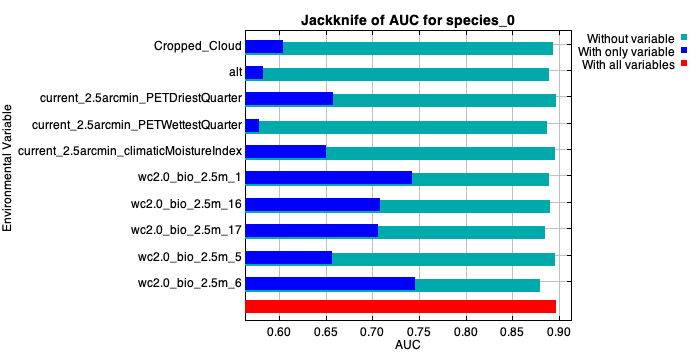 Jackknife of AUC for species_0
Without variable
With only variable
With all variables
Environmental Variable
Cropped_Cloud
alt
current_2.5arcmin_PETDriestQuarter
current_2.5arcmin_PETWettestQuarter
current_2.5arcmin_climaticMoistureIndex
wc2.0_bio_2.5m_1
wc2.0_bio_2.5m_16
wc2.0_bio_2.5m_17
wc2.0_bio_2.5m_5
wc2.0_bio_2.5m_6
0.60 0.65 0.70 0.75 0.80 0.85 0.90
AUC